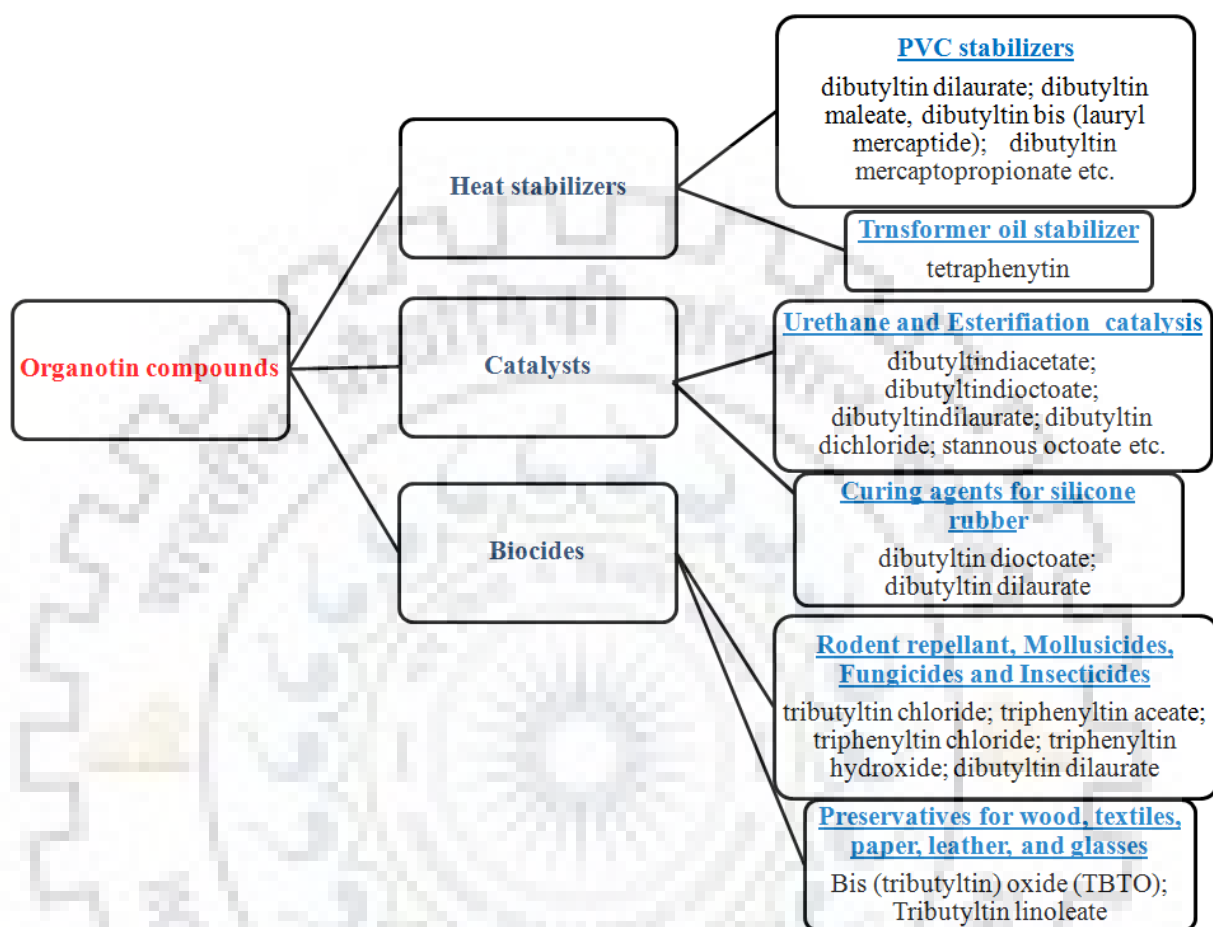 Organotin compounds
Heat stabilizers
PVC stabilizers
dibutyltin dilaurate; dibutyltin
maleate, dibutyltin bis (lauryl
mercaptide); dibutyltin
mercaptopropionate etc.
Trnsformer oil stabilizer
tetraphenytin
Catalysts
Urethane and Esterifiation catalysis
dibutyltindiacetate;
dibutyltindioctoate;
dibutyltindilaurate; dibutyltin
dichloride; stannous octoate etc.
Curing agents for silicone
rubber
dibutyltin dioctoate;
dibutyltin dilaurate
Biocides
Rodent repellant, Mollusicides,
Fungicides and Insecticides
tributyltin chloride; triphenyltin aceate;
triphenyltin chloride; triphenyltin
hydroxide; dibutyltin dilaurate
Preservatives for wood, textiles,
paper, leather, and glasses
Bis (tributyltin) oxide (TBTO);
Tributyltin linoleate